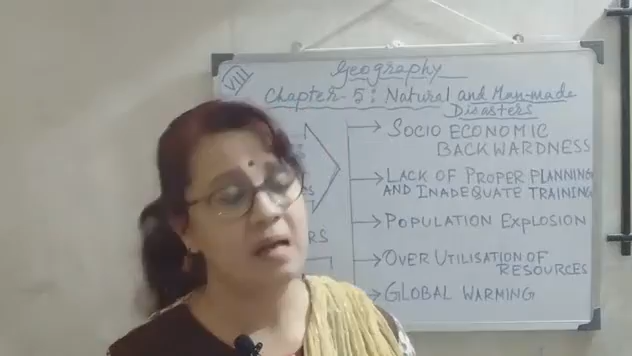 VIII
Geography
Chapter-5: Natural and Man-made
Disasters
SOCIO ECONOMIC
BACKWARDNESS
LACK OF PROPER PLANNING
AND INADEQUATE TRAINING
POPULATION EXPLOSION
OVER UTILISATION OF
RESOURCES
GLOBAL WARMING